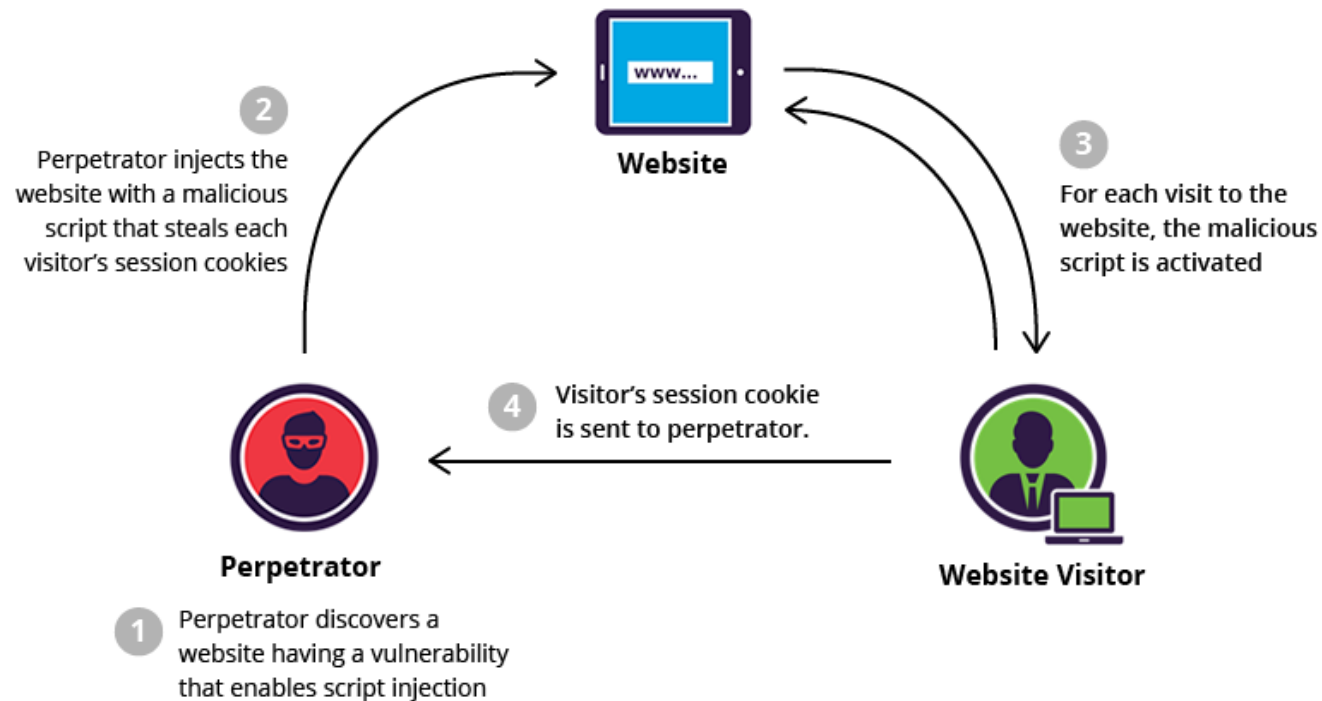 www...
Website
2
Perpetrator injects the
website with a malicious
script that steals each
visitor’s session cookies
3
For each visit to the
website, the malicious
script is activated
4
Visitor’s session cookie
is sent to perpetrator.
Perpetrator
Website Visitor
1
Perpetrator discovers a
website having a vulnerability
that enables script injection